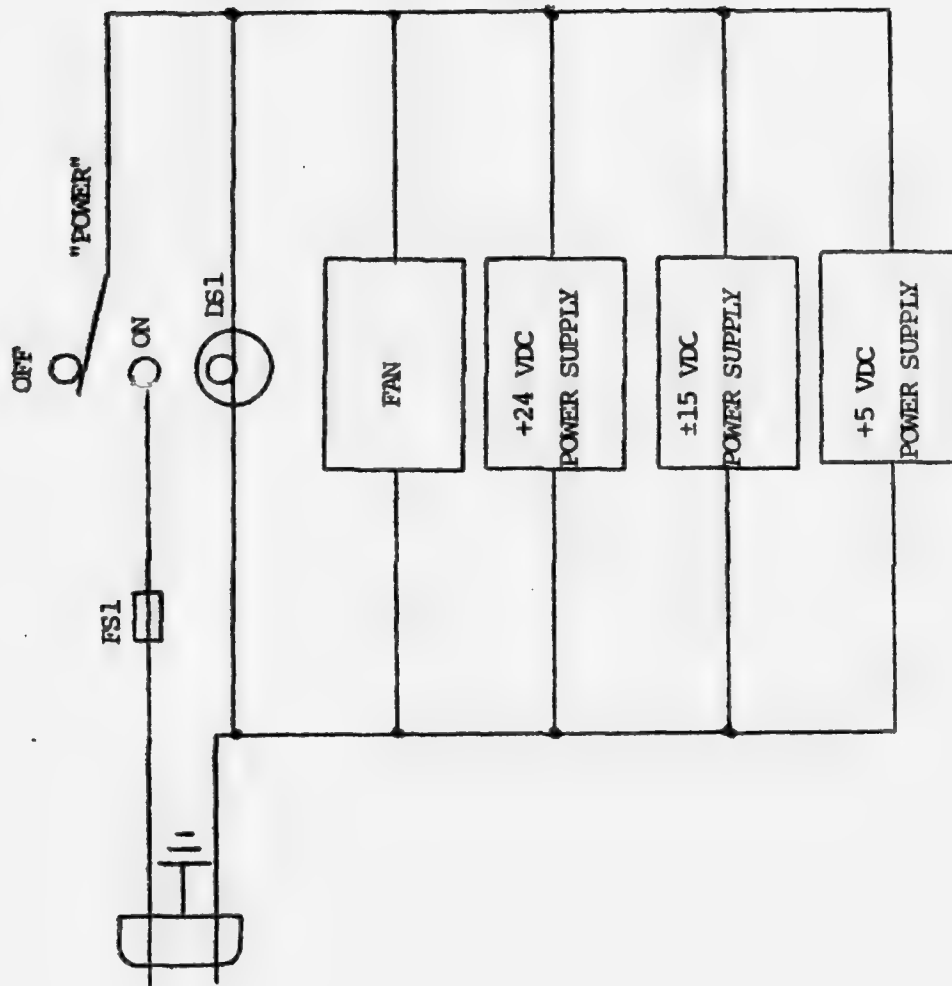 OFF
"POWER"
ON
FS1
DS1
FAN
+24 VDC
POWER SUPPLY
±15 VDC
POWER SUPPLY
+5 VDC
POWER SUPPLY